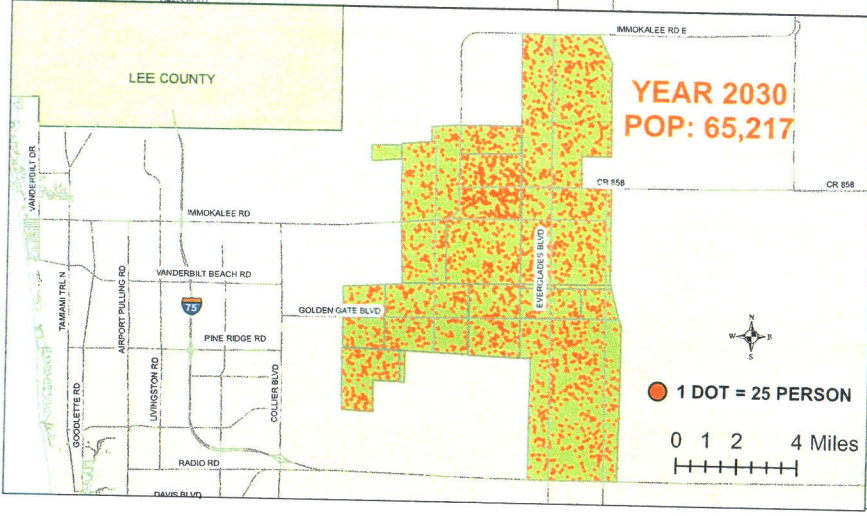 IMMOKALEE RD E
LEE COUNTY
YEAR 2030
POP: 65,217
VANDERBILT DR
CR 858
CR 858
IMMOKALEE RD
EVERGLADES BLVD
TAMIAMI TRL N
AIRPORT PULLING RD
VANDERBILT BEACH RD
75
GOLDEN GATE BLVD
PINE RIDGE RD
N
W E
S
GOODLETTE RD
LIVINGSTON RD
COLLIER BLVD
1 DOT = 25 PERSON
0 1 2 4 Miles
RADIO RD
DAVIS BLVD